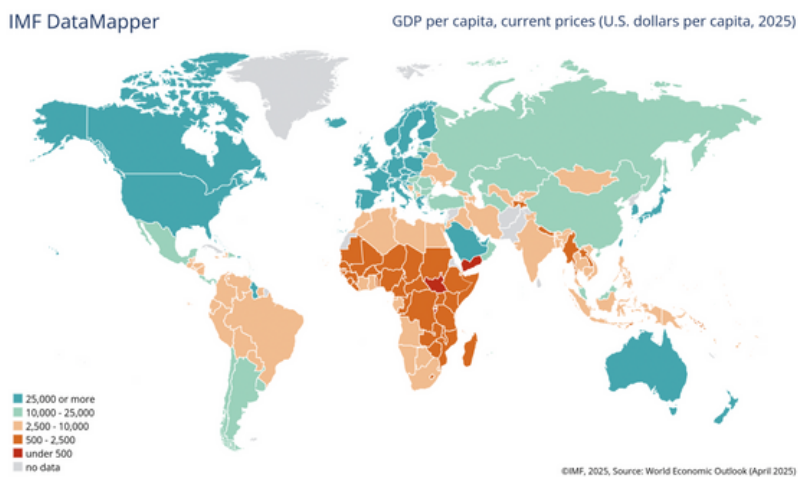 IMF DataMapper
GDP per capita, current prices (U.S. dollars per capita, 2025)
25,000 or more
10,000 - 25,000
2,500 - 10,000
500 - 2,500
under 500
no data
©IMF, 2025, Source: World Economic Outlook (April 2025)